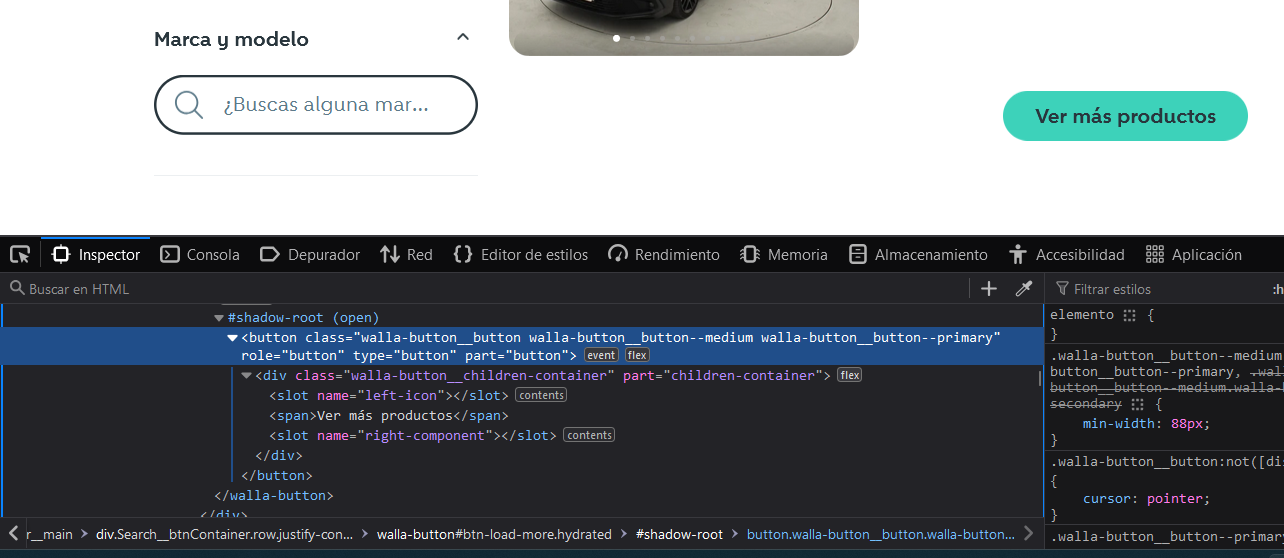 Marca y modelo
¿Buscas alguna mar...
Ver más productos
Inspector
Consola
Depurador
Red
Editor de estilos
Rendimiento
Memoria
Almacenamiento
Accesibilidad
Aplicación
Buscar en HTML
Filtrar estilos
:h
#shadow-root (open)
<button class="walla-button__button walla-button__button--medium walla-button__button--primary"
role="button" type="button" part="button"> event flex
<div class="walla-button__children-container" part="children-container"> flex
<slot name="left-icon"></slot> contents
<span>Ver más productos</span>
<slot name="right-component"></slot> contents
</div>
</button>
</walla-button>
</div>
elemento {
}
.walla-button__button--medium
button__button--primary, .wall
button__button--medium.walla-b
secondary {
min-width: 88px;
}
.walla-button__button:not([dis
{
cursor: pointer;
}
.walla-button__button--primar
r__main
div.Search__btnContainer.row.justify-con...
walla-button#btn-load-more.hydrated
#shadow-root
button.walla-button__button.walla-button...